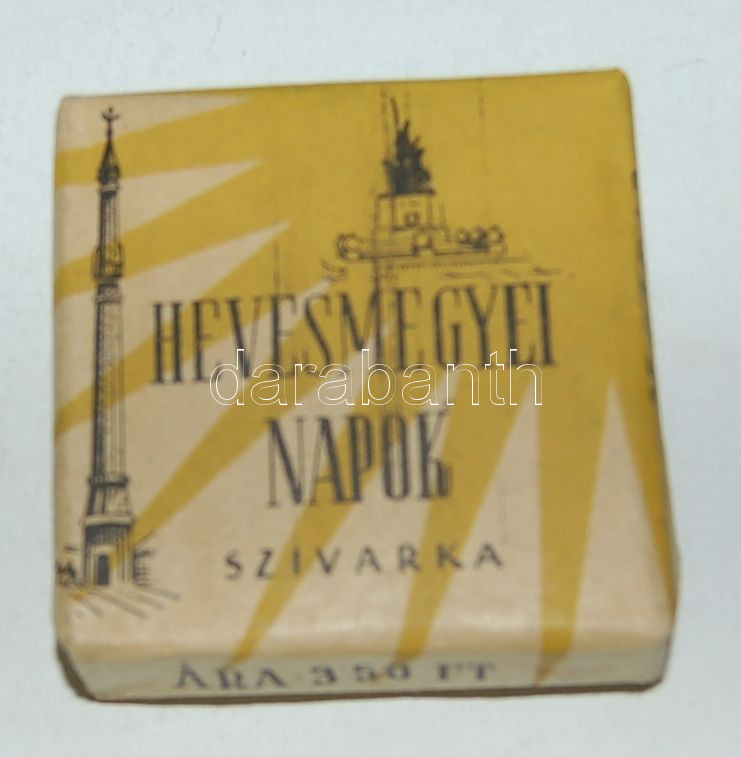 HEVESMEGYEI
darabanth
NAPOK
SZIVARKA
ÁRA 3'50 FT